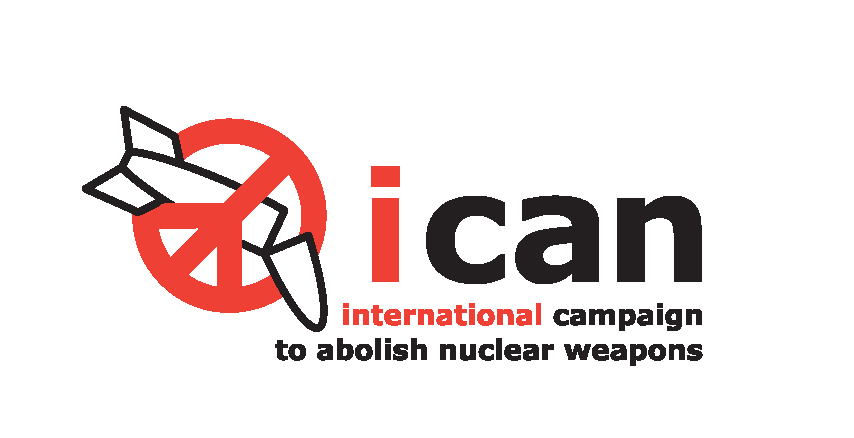 ican
international campaign
to abolish nuclear weapons